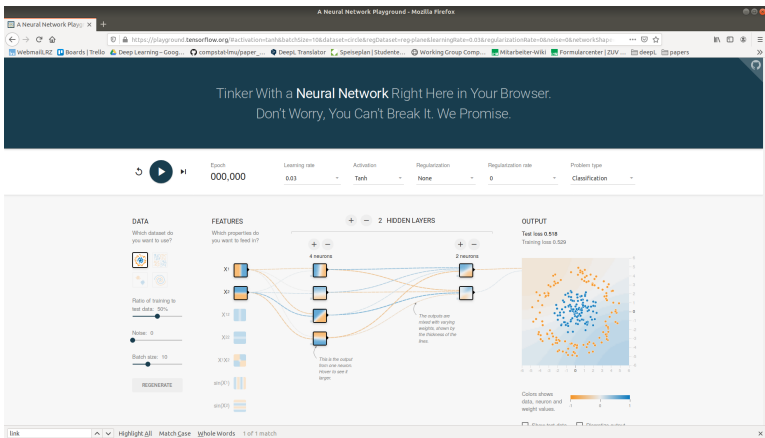 A Neural Network Playground - Mozilla Firefox
A Neural Network Playg
https://playground.tensorflow.org/#activation=tanh&batchSize=10&dataset=circle&regDataset=reg-plane&learningRate=0.03&regularizationRate=0&noise=0&networkShape
WebmailLRZ Boards | Trello Deep Learning – Goog... compstat-lmu/paper_... DeepL Translator Speiseplan | Studente... Working Group Comp... Mitarbeiter-Wiki Formularcenter | ZUV ... deepL papers
Tinker With a Neural Network Right Here in Your Browser.
Don't Worry, You Can't Break It. We Promise.
Epoch Learning rate Activation Regularization Regularization rate Problem type
000,000 0.03 Tanh None 0 Classification
DATA
Which dataset do
you want to use?
Ratio of training to
test data: 50%
Noise: 0
Batch size: 10
REGENERATE
FEATURES
Which properties do
you want to feed in?
X1
X2
+ − 2 HIDDEN LAYERS
+ −
4 neurons
+ −
2 neurons
This is the output
from one neuron.
Hover to see it
larger.
The outputs are
mixed with varying
weights, shown by
the thickness of the
lines.
OUTPUT
Test loss 0.518
Training loss 0.529
Colors shows
data, neuron and
weight values.
-1 0 1
link Highlight All Match Case Whole Words 1 of 1 match